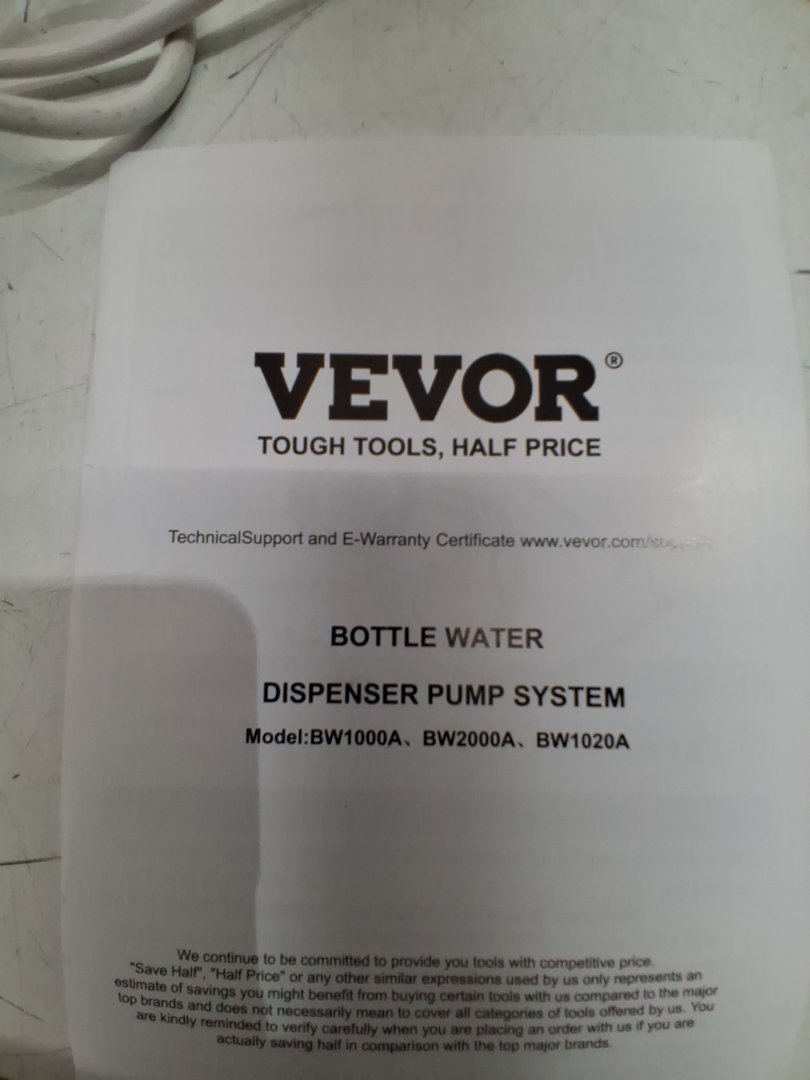 VEVOR®
TOUGH TOOLS, HALF PRICE
TechnicalSupport and E-Warranty Certificate www.vevor.com/support
BOTTLE WATER
DISPENSER PUMP SYSTEM
Model:BW1000A、BW2000A、BW1020A
We continue to be committed to provide you tools with competitive price.
"Save Half", "Half Price" or any other similar expressions used by us only represents an
estimate of savings you might benefit from buying certain tools with us compared to the major
top brands and does not necessarily mean to cover all categories of tools offered by us. You
are kindly reminded to verify carefully when you are placing an order with us if you are
actually saving half in comparison with the top major brands.